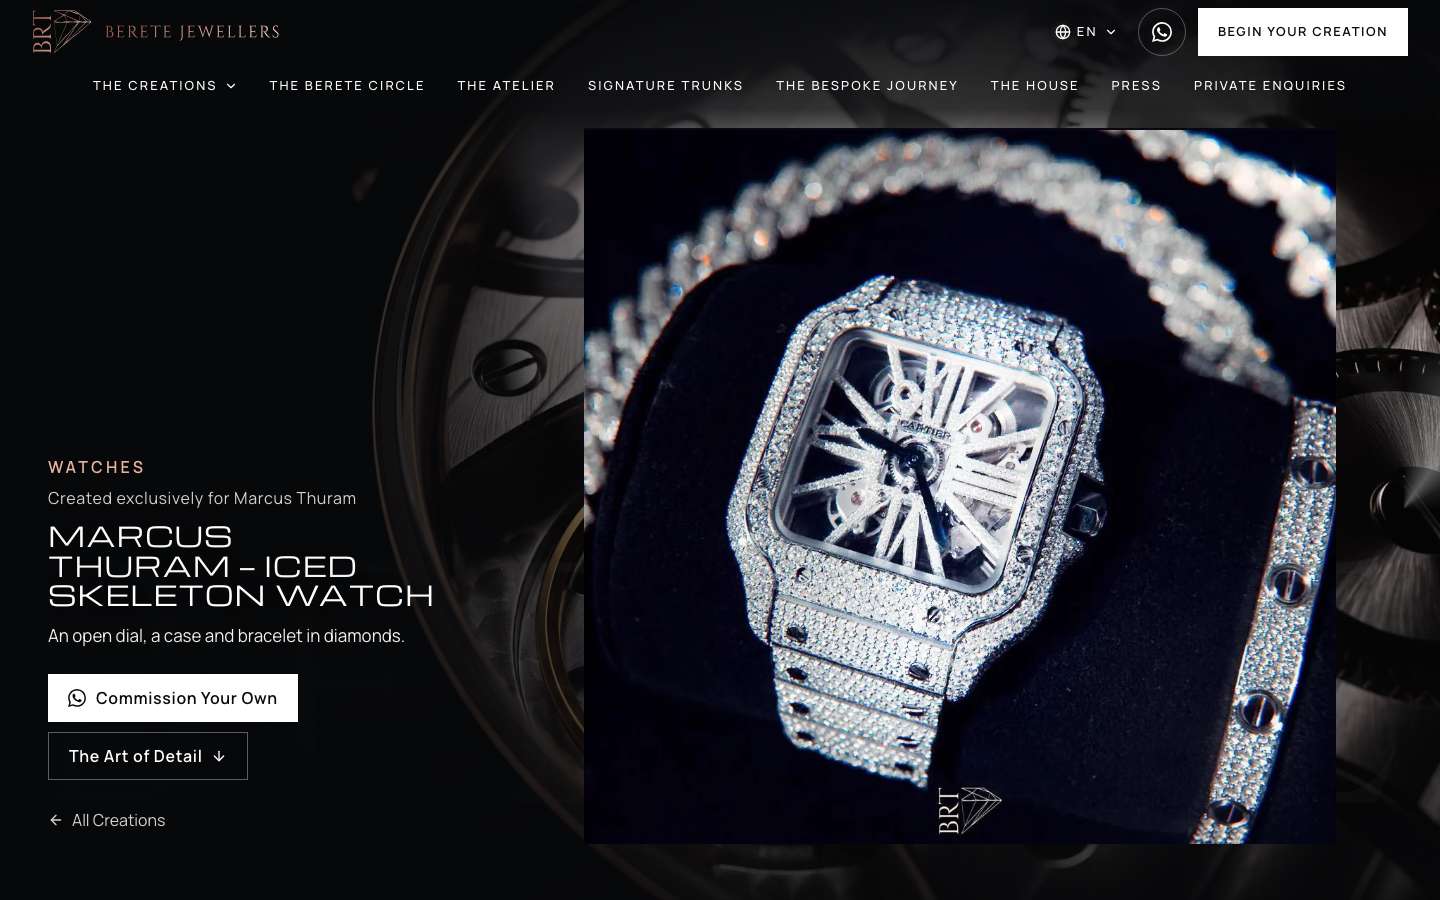 BRT
BERETE JEWELLERS
EN
BEGIN YOUR CREATION
THE CREATIONS
THE BERETE CIRCLE
THE ATELIER
SIGNATURE TRUNKS
THE BESPOKE JOURNEY
THE HOUSE
PRESS
PRIVATE ENQUIRIES
WATCHES
Created exclusively for Marcus Thuram
MARCUS
THURAM – ICED
SKELETON WATCH
An open dial, a case and bracelet in diamonds.
Commission Your Own
The Art of Detail
All Creations
CARTIER
BRT